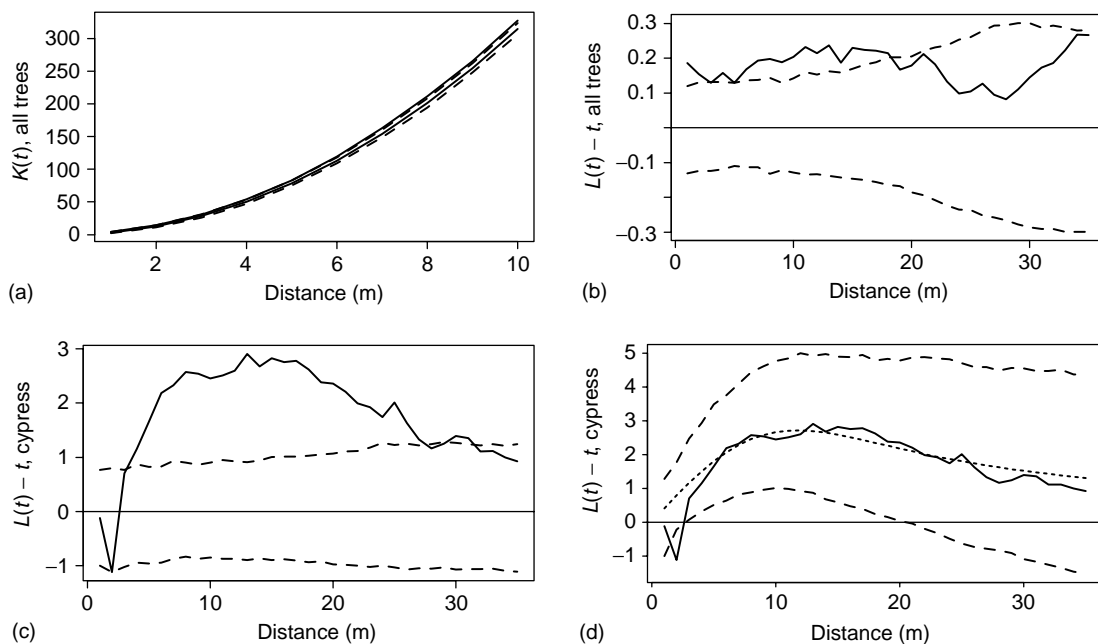 K(t), all trees
300
250
200
150
100
50
0
2 4 6 8 10
Distance (m)
(a)
L(t) − t, all trees
0.3
0.2
0.1
−0.1
−0.3
0 10 20 30
Distance (m)
(b)
L(t) − t, cypress
3
2
1
0
−1
0 10 20 30
Distance (m)
(c)
L(t) − t, cypress
5
4
3
2
1
0
−1
0 10 20 30
Distance (m)
(d)